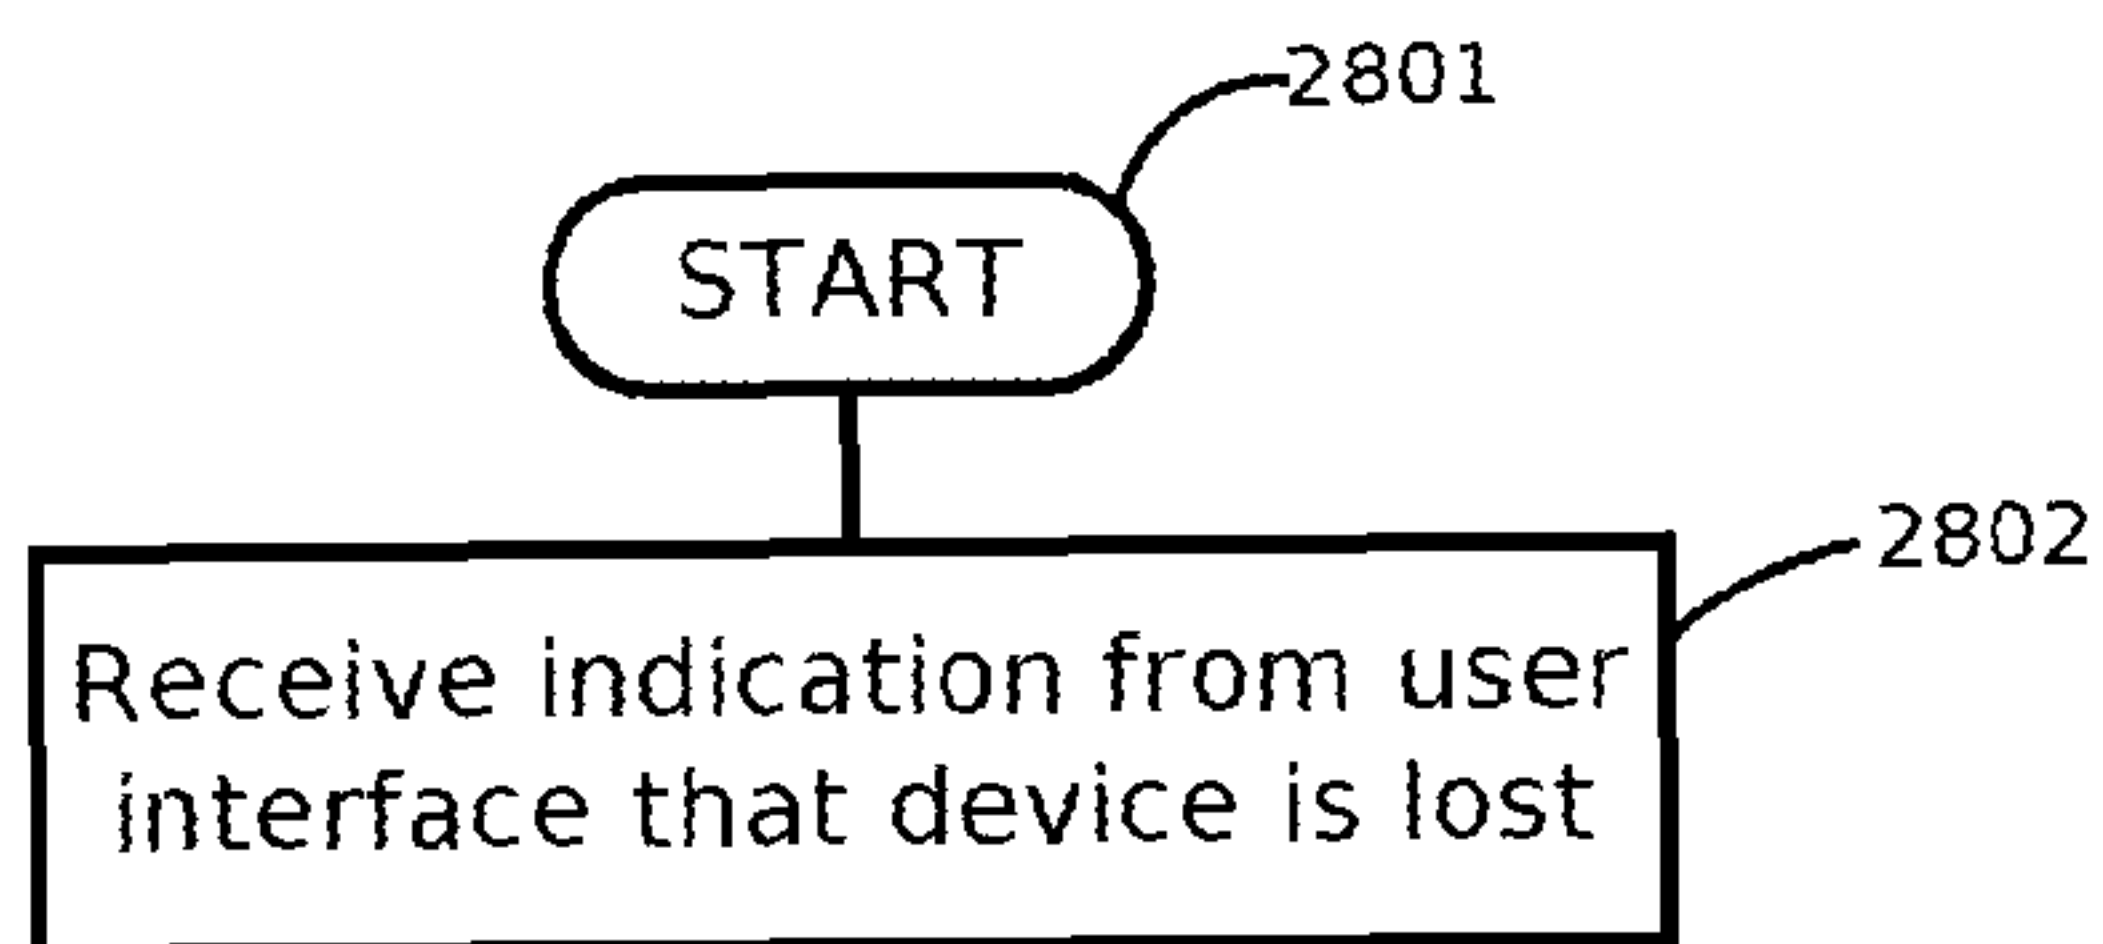 2801
START
2802
Receive indication from user
interface that device is lost